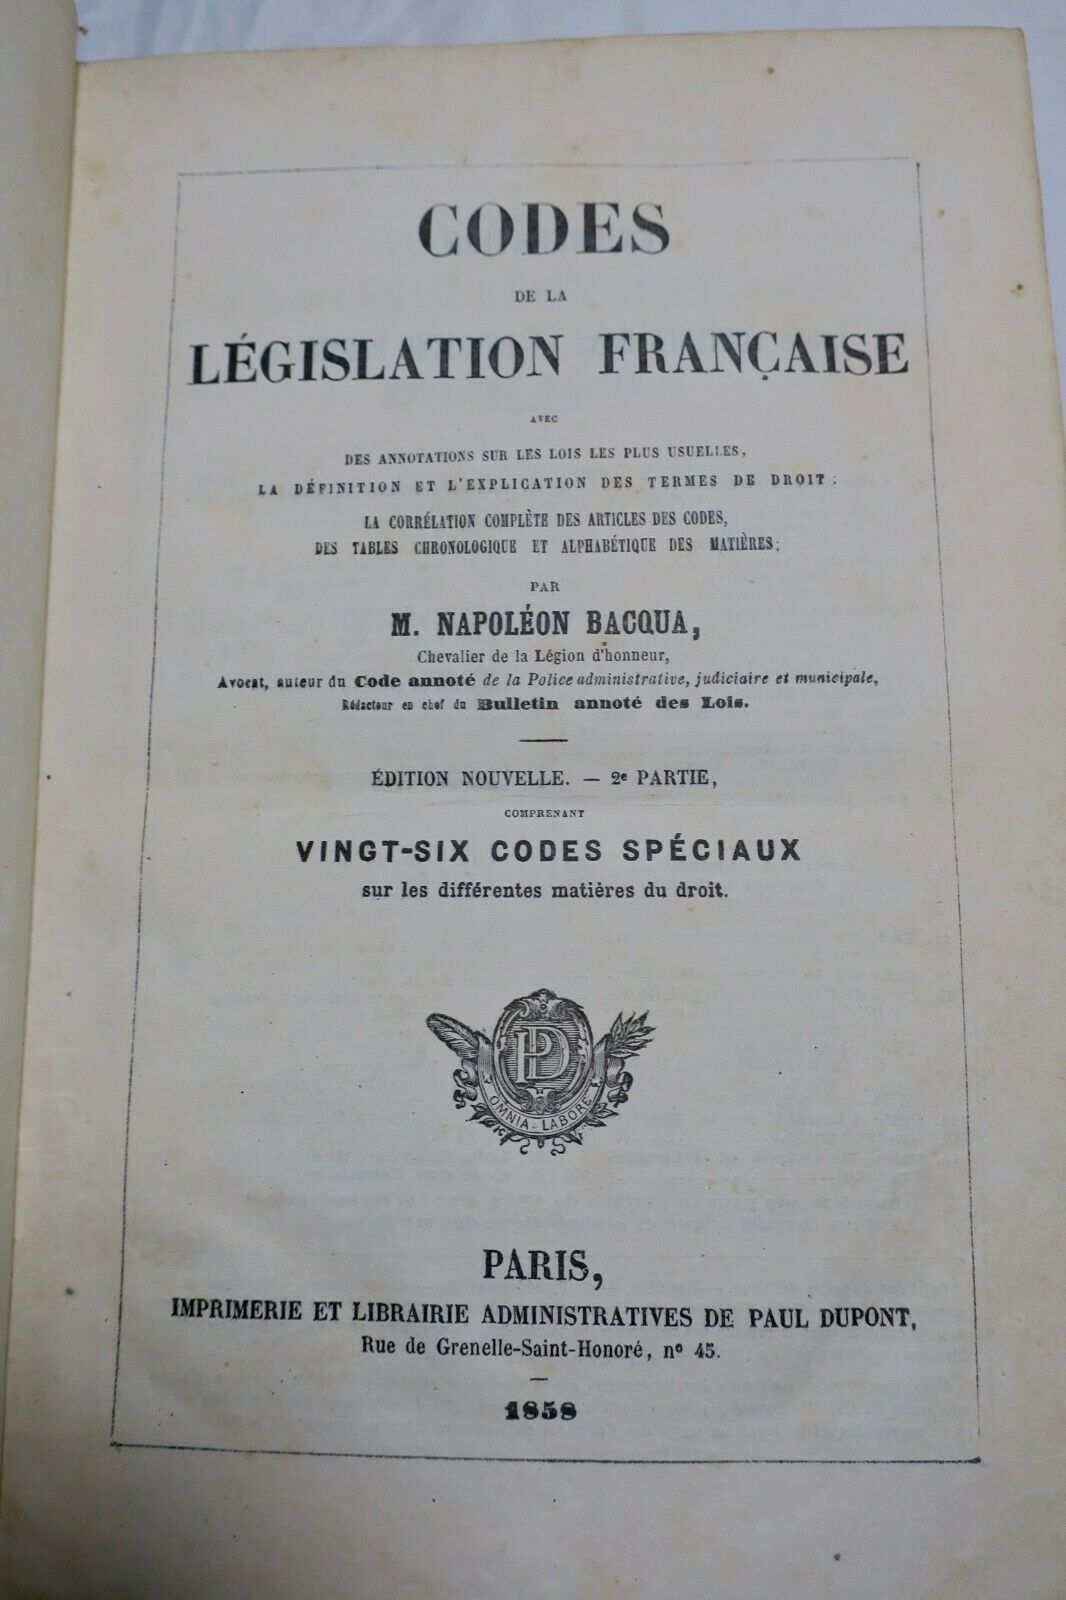 CODES
DE LA
LÉGISLATION FRANÇAISE
AVEC
DES ANNOTATIONS SUR LES LOIS LES PLUS USUELLES,
LA DÉFINITION ET L'EXPLICATION DES TERMES DE DROIT;
LA CORRÉLATION COMPLÈTE DES ARTICLES DES CODES,
DES TABLES CHRONOLOGIQUE ET ALPHABÉTIQUE DES MATIÈRES;
PAR
M. NAPOLÉON BACQUA,
Chevalier de la Légion d'honneur,
Avocat, auteur du Code annoté de la Police administrative, judiciaire et municipale,
Rédacteur en chef du Bulletin annoté des Lois.
ÉDITION NOUVELLE. — 2e PARTIE,
COMPRENANT
VINGT-SIX CODES SPÉCIAUX
sur les différentes matières du droit.
PD
OMNIA LABORE
PARIS,
IMPRIMERIE ET LIBRAIRIE ADMINISTRATIVES DE PAUL DUPONT,
Rue de Grenelle-Saint-Honoré, nº 45.
1858